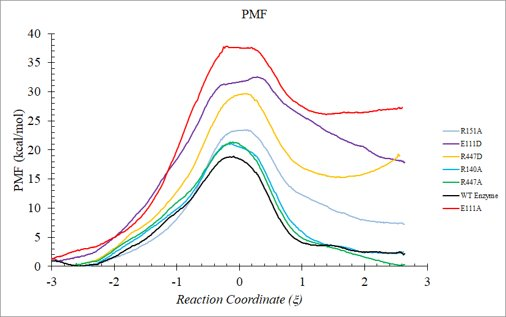 PMF
PMF (kcal/mol)
40
35
30
25
20
15
10
5
0
-3
-2
-1
0
1
2
3
Reaction Coordinate (ξ)
R151A
E111D
R447D
R140A
R447A
WT Enzyme
E111A